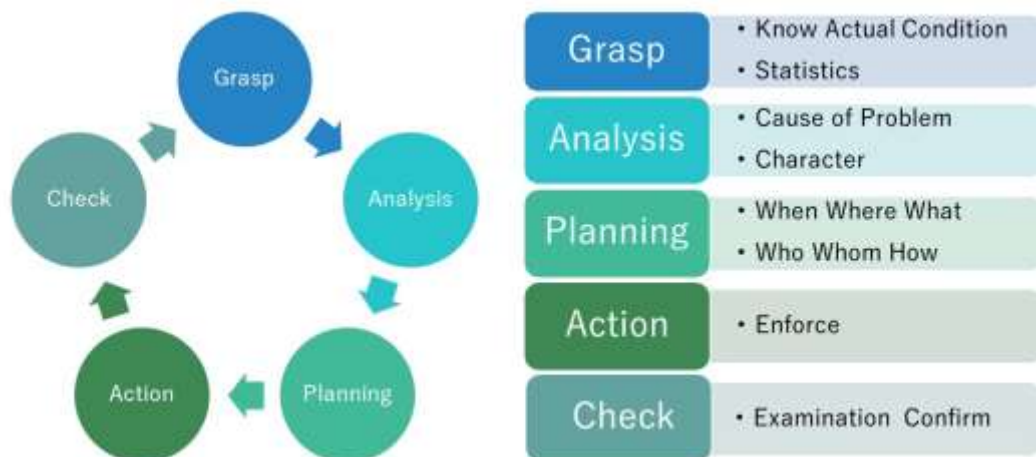 Grasp
Analysis
Planning
Action
Check
Grasp
• Know Actual Condition
• Statistics
Analysis
• Cause of Problem
• Character
Planning
• When Where What
• Who Whom How
Action
• Enforce
Check
• Examination Confirm